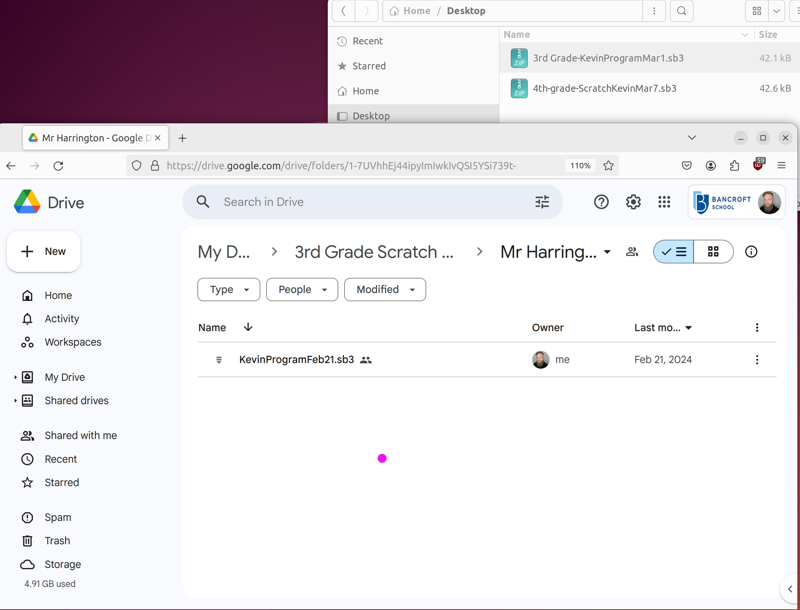 Home / Desktop
Recent
Starred
Home
Desktop
Name Size
ZIP 3rd Grade-KevinProgramMar1.sb3 42.1 kB
ZIP 4th-grade-ScratchKevinMar7.sb3 42.6 kB
Mr Harrington - Google D
https://drive.google.com/drive/folders/1-7UVhhEj44ipyImIwkIvQSI5YSi739t- 110%
Drive
Search in Drive
BANCROFT
SCHOOL
New
My D... > 3rd Grade Scratch ... > Mr Harring...
Type People Modified
Name Owner Last mo...
KevinProgramFeb21.sb3 me Feb 21, 2024
Home
Activity
Workspaces
My Drive
Shared drives
Shared with me
Recent
Starred
Spam
Trash
Storage
4.91 GB used